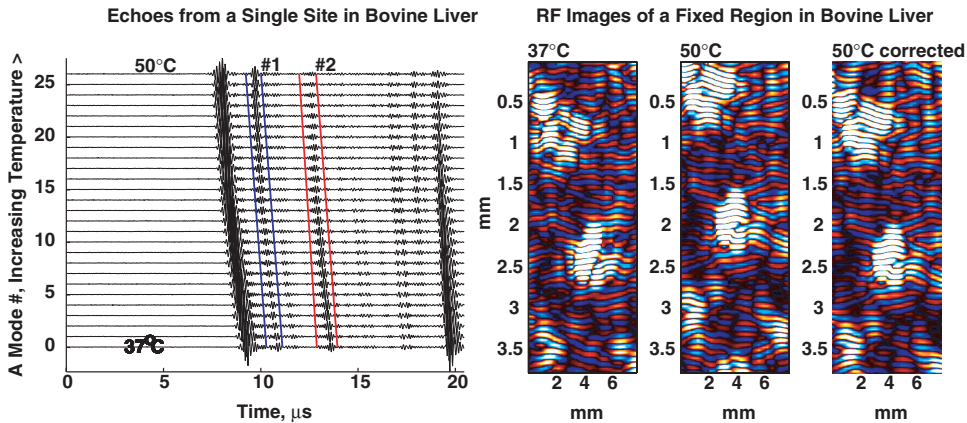 Echoes from a Single Site in Bovine Liver
A Mode #, Increasing Temperature >
25
20
15
10
5
0
50°C
#1
#2
37°C
0
5
10
15
20
Time, μs
RF Images of a Fixed Region in Bovine Liver
37°C
50°C
50°C corrected
mm
0.5
1
1.5
2
2.5
3
3.5
0.5
1
1.5
2
2.5
3
3.5
0.5
1
1.5
2
2.5
3
3.5
2 4 6
2 4 6
2 4 6
mm
mm
mm